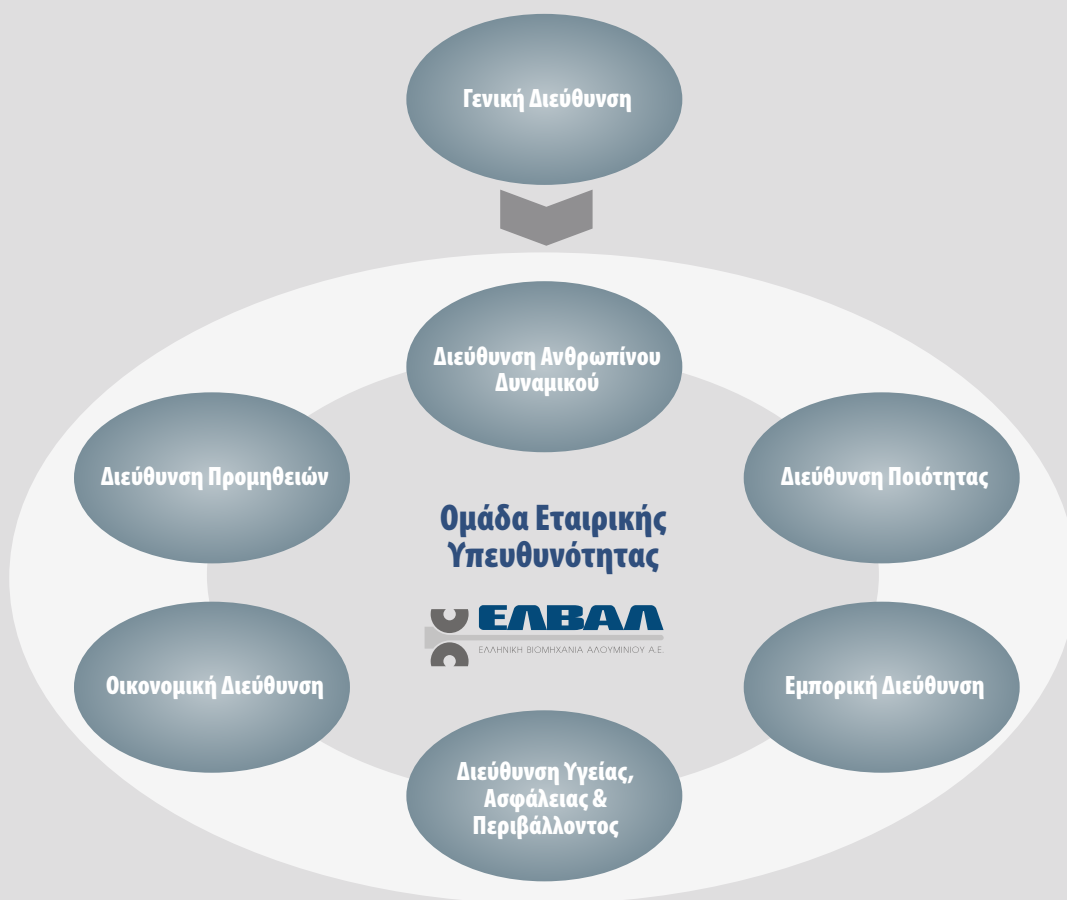 Γενική Διεύθυνση
Διεύθυνση Ανθρωπίνου
Δυναμικού
Διεύθυνση Προμηθειών
Διεύθυνση Ποιότητας
Ομάδα Εταιρικής
Υπευθυνότητας
ΕΛΒΑΛ
ΕΛΛΗΝΙΚΗ ΒΙΟΜΗΧΑΝΙΑ ΑΛΟΥΜΙΝΙΟΥ Α.Ε.
Οικονομική Διεύθυνση
Εμπορική Διεύθυνση
Διεύθυνση Υγείας,
Ασφάλειας &
Περιβάλλοντος